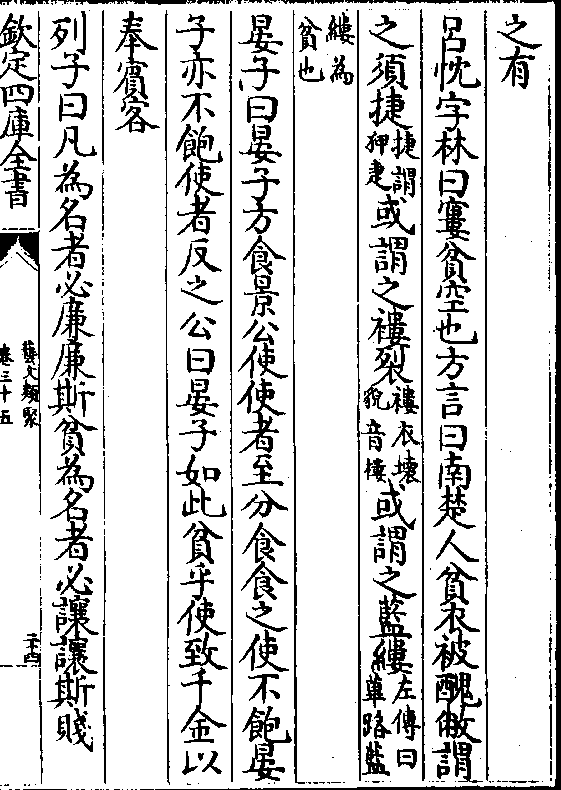 之有
呂忱字林曰寠貧空也方言曰南楚人貧衣被醜敝謂
之須捷捷謂狎㨗或謂之褸裂褸衣壊貌音樓或謂之藍縷左傳曰蓽路藍
縷為貧也
晏子曰晏子方食景公使使者至分食食之使不飽晏
子亦不飽使者反之公曰晏子如此貧乎使致千金以
奉賓客
列子曰凡為名者必廉廉斯貧為名者必讓讓斯賤
欽定四庫全書
藝文類聚
卷三十五
二十四